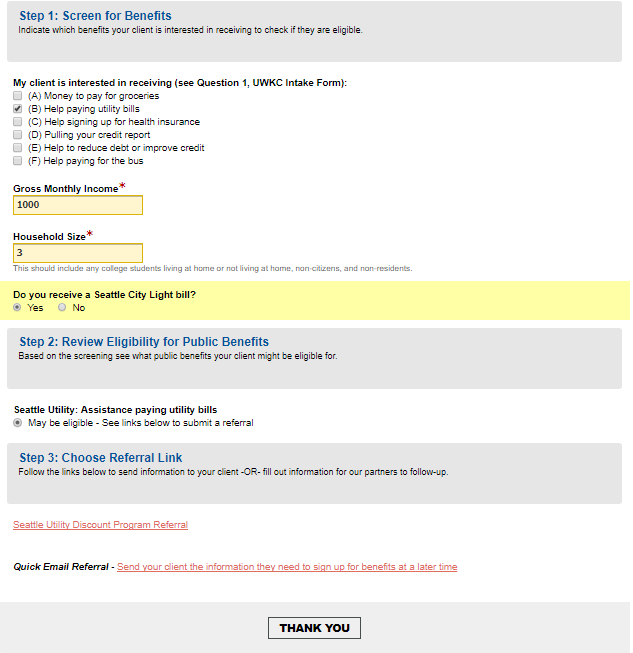 Step 1: Screen for Benefits
Indicate which benefits your client is interested in receiving to check if they are eligible.
My client is interested in receiving (see Question 1, UWKC Intake Form):
(A) Money to pay for groceries
(B) Help paying utility bills
(C) Help signing up for health insurance
(D) Pulling your credit report
(E) Help to reduce debt or improve credit
(F) Help paying for the bus
Gross Monthly Income*
1000
Household Size*
3
This should include any college students living at home or not living at home, non-citizens, and non-residents.
Do you receive a Seattle City Light bill?
Yes No
Step 2: Review Eligibility for Public Benefits
Based on the screening see what public benefits your client might be eligible for.
Seattle Utility: Assistance paying utility bills
May be eligible - See links below to submit a referral
Step 3: Choose Referral Link
Follow the links below to send information to your client -OR- fill out information for our partners to follow-up.
Seattle Utility Discount Program Referral
Quick Email Referral - Send your client the information they need to sign up for benefits at a later time
THANK YOU